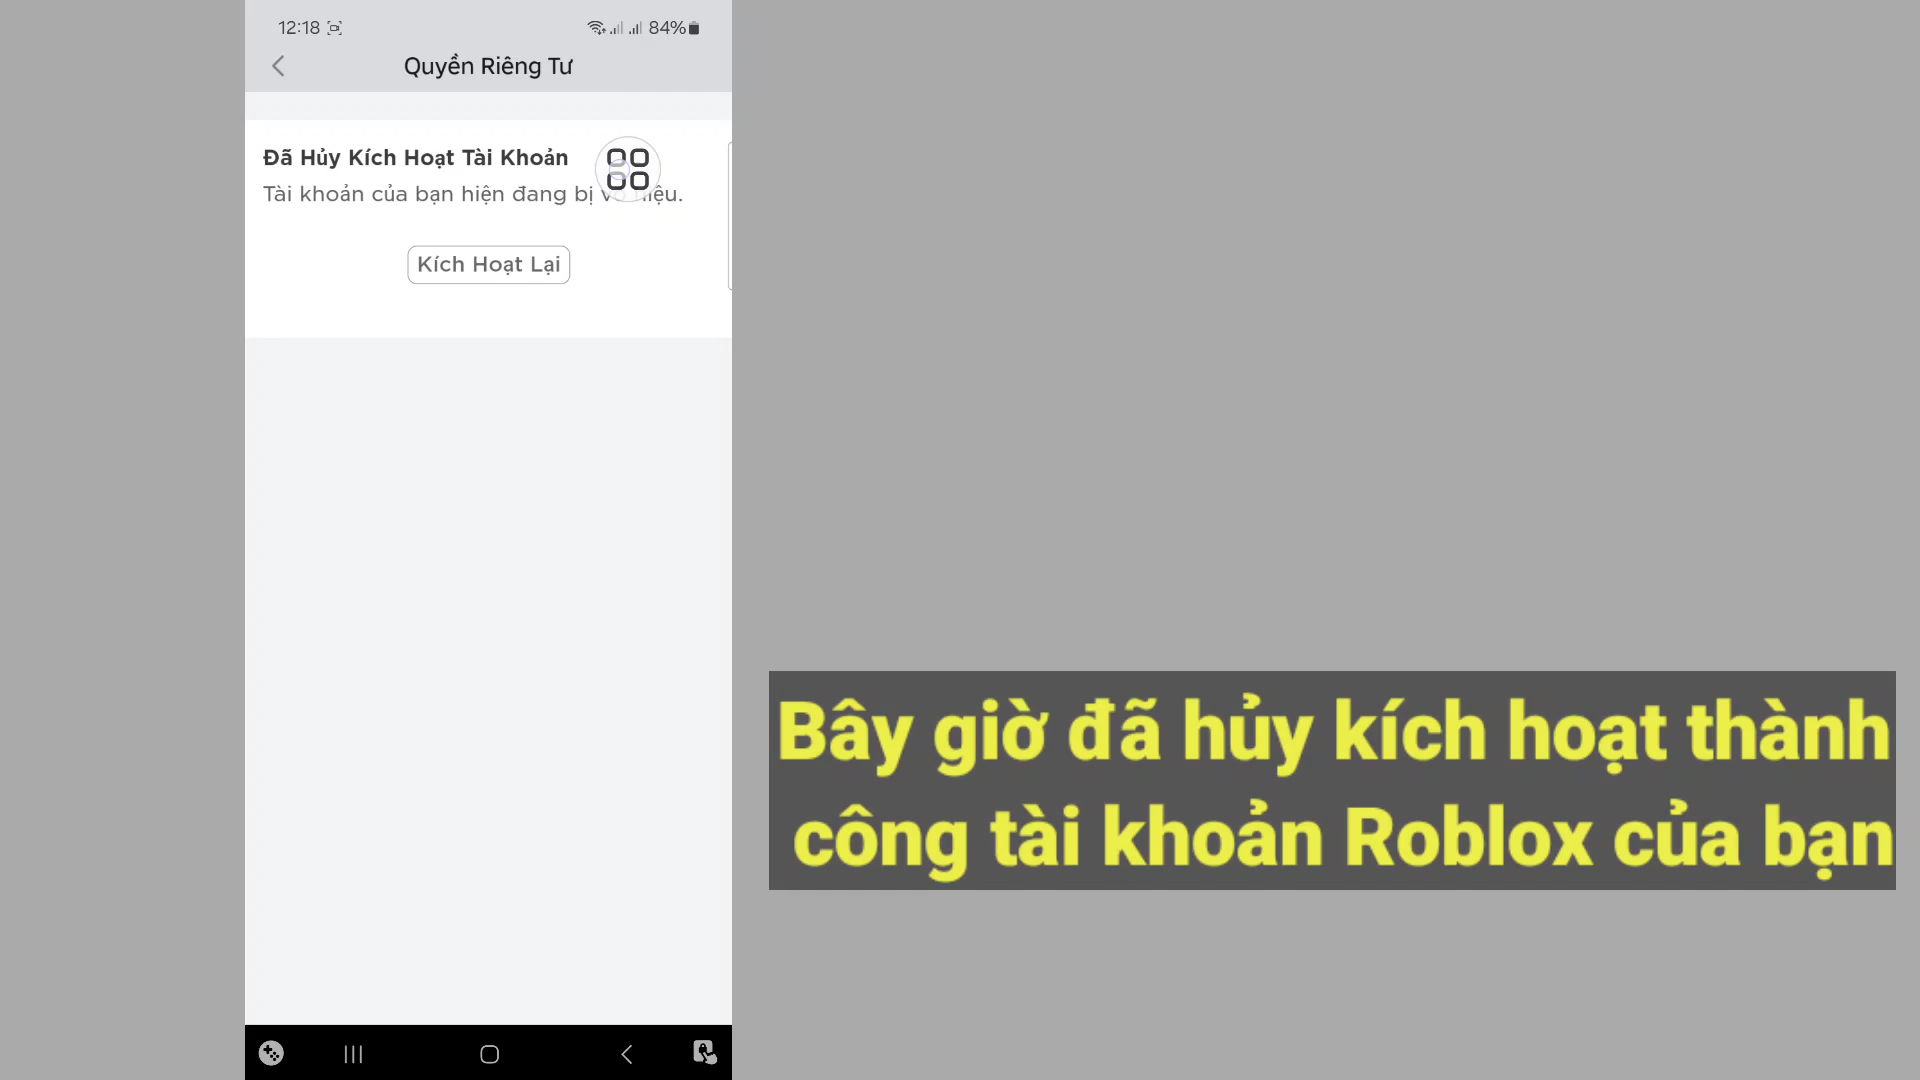 12:18 84%
Quyền Riêng Tư
Đã Hủy Kích Hoạt Tài Khoản
Tài khoản của bạn hiện đang bị
Kích Hoạt Lại
Bây giờ đã hủy kích hoạt thành
công tài khoản Roblox của bạn